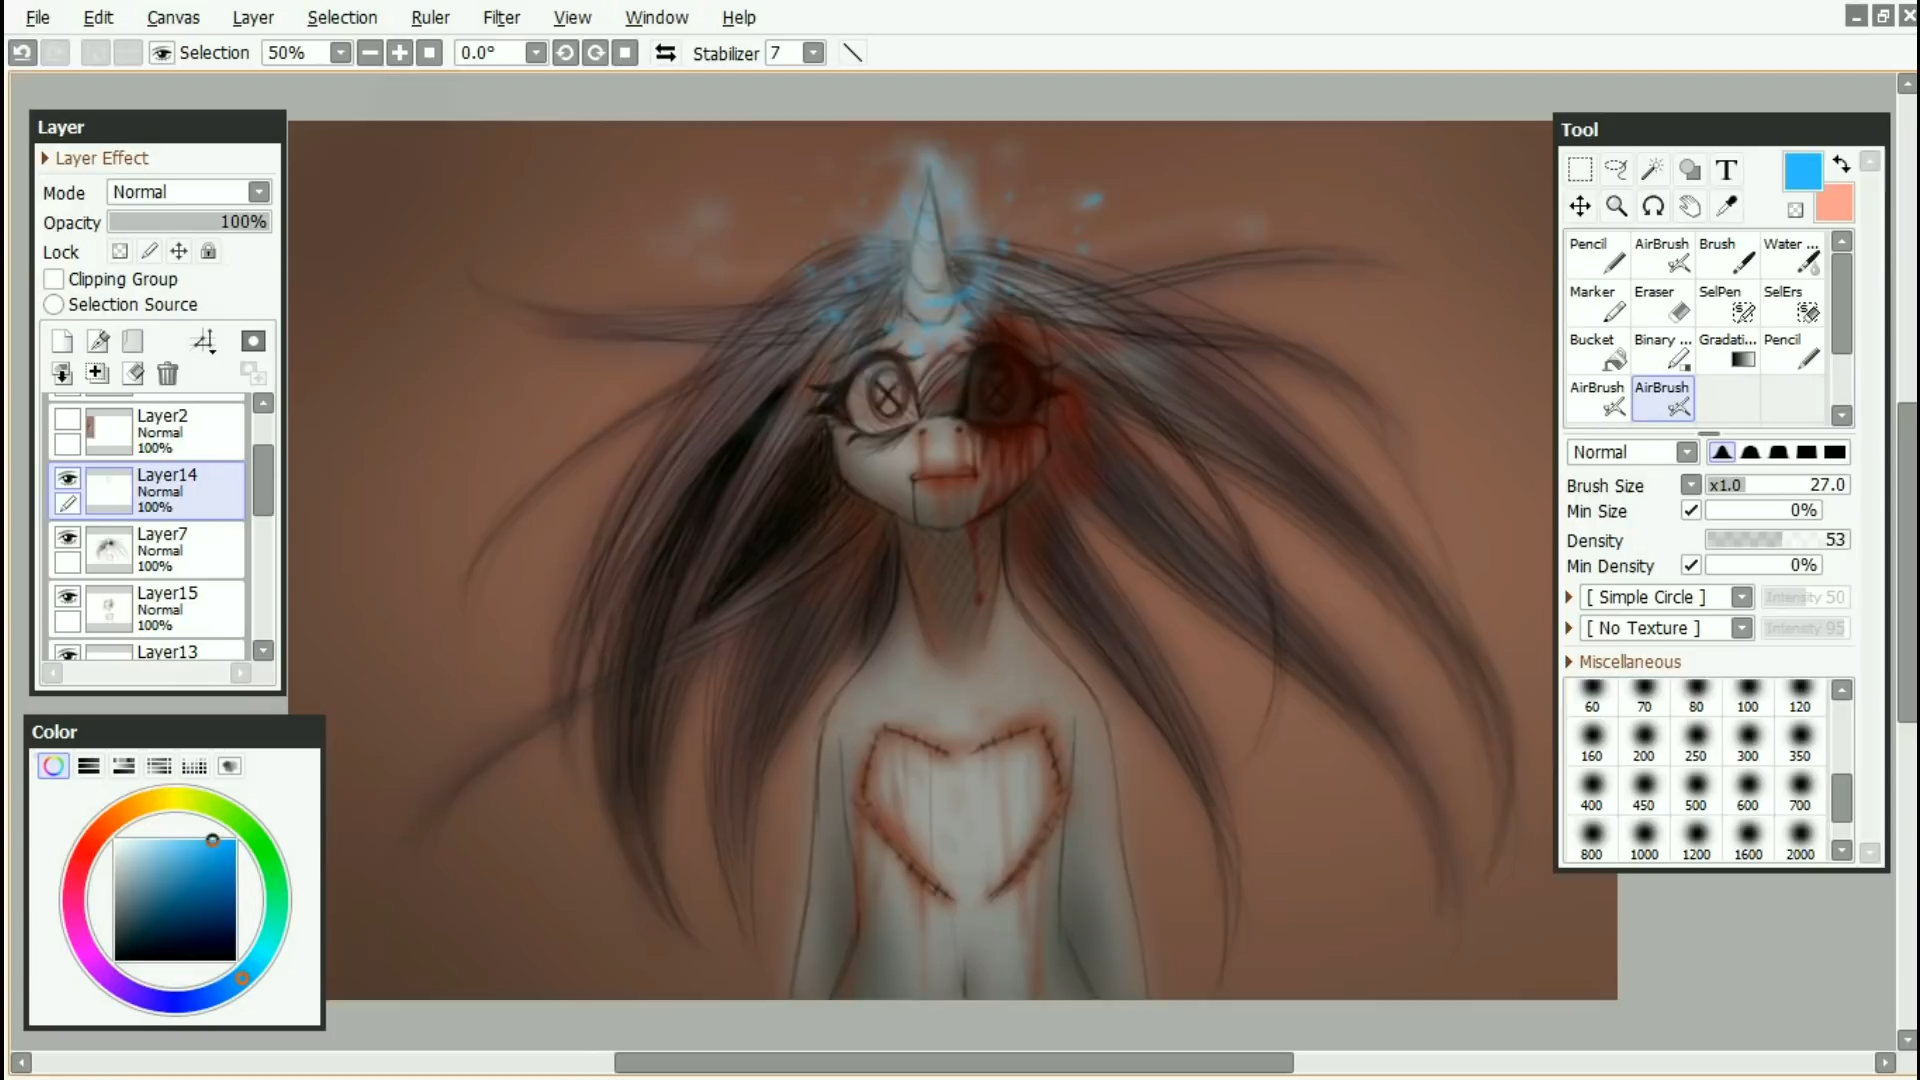 File Edit Canvas Layer Selection Ruler Filter View Window Help
Selection 50% 0.0° Stabilizer 7
Layer
Layer Effect
Mode Normal
Opacity 100%
Lock
Clipping Group
Selection Source
Layer2
Normal
100%
Layer14
Normal
100%
Layer7
Normal
100%
Layer15
Normal
100%
Layer13
Color
Tool
T
Pencil AirBrush Brush Water ...
Marker Eraser SelPen SelErs
Bucket Binary ... Gradati... Pencil
AirBrush AirBrush
Normal
Brush Size x1.0 27.0
Min Size 0%
Density 53
Min Density 0%
[ Simple Circle ] Intensity 50
[ No Texture ] Intensity 95
Miscellaneous
60 70 80 100 120
160 200 250 300 350
400 450 500 600 700
800 1000 1200 1600 2000